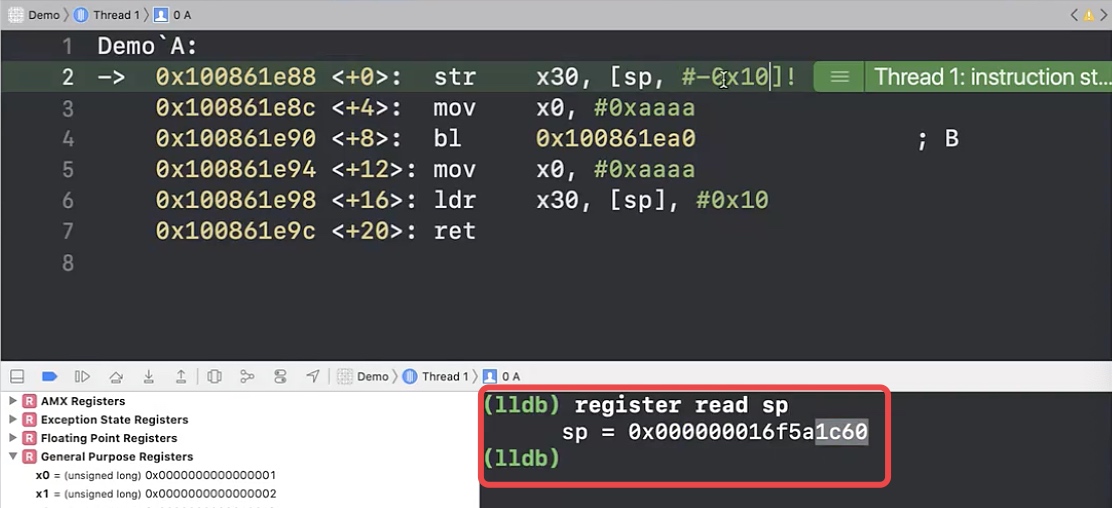 Demo Thread 1 0 A
1 Demo`A:
2 -> 0x100861e88 <+0>: str x30, [sp, #-0x10]! Thread 1: instruction st...
3 0x100861e8c <+4>: mov x0, #0xaaaa
4 0x100861e90 <+8>: bl 0x100861ea0 ; B
5 0x100861e94 <+12>: mov x0, #0xaaaa
6 0x100861e98 <+16>: ldr x30, [sp], #0x10
7 0x100861e9c <+20>: ret
8
Demo Thread 1 0 A
R AMX Registers
R Exception State Registers
R Floating Point Registers
R General Purpose Registers
x0 = (unsigned long) 0x0000000000000001
x1 = (unsigned long) 0x0000000000000002
(lldb) register read sp
sp = 0x000000016f5a1c60
(lldb)